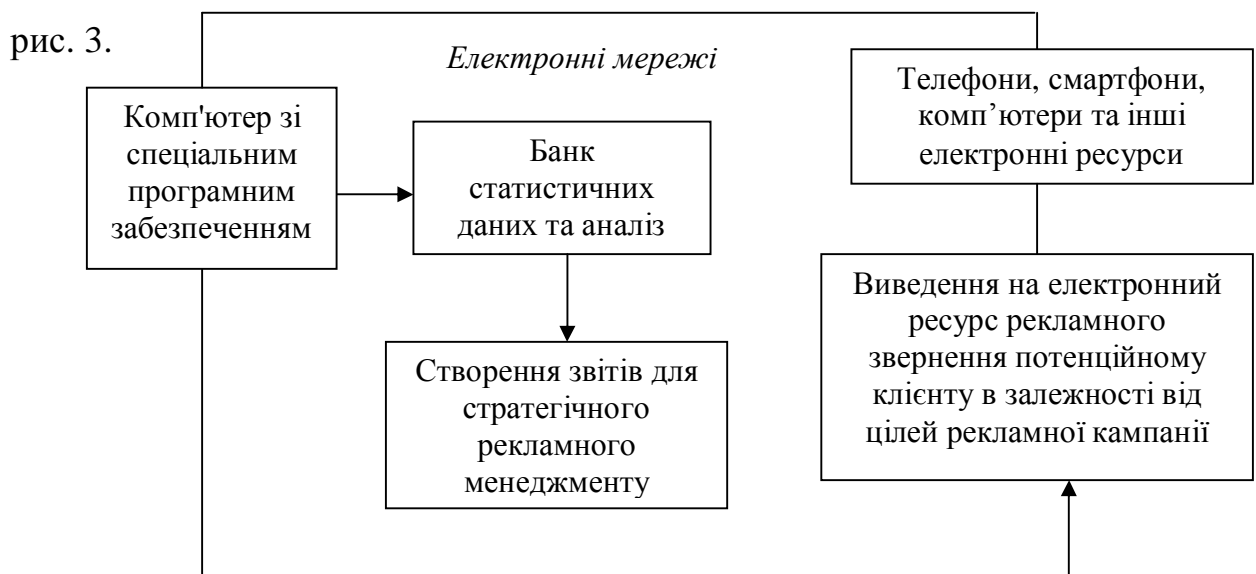 рис. 3.
Електронні мережі
Комп'ютер зі
спеціальним
програмним
забезпеченням
Банк
статистичних
даних та аналіз
Створення звітів для
стратегічного
рекламного
менеджменту
Телефони, смартфони,
комп’ютери та інші
електронні ресурси
Виведення на електронний
ресурс рекламного
звернення потенційному
клієнту в залежності від
цілей рекламної кампанії